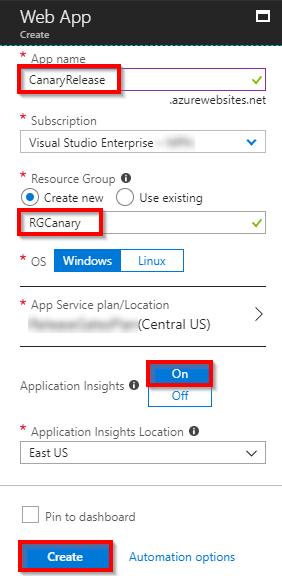 Web App
Create
* App name
CanaryRelease
.azurewebsites.net
* Subscription
Visual Studio Enterprise
* Resource Group
Create new Use existing
RGCanary
* OS Windows Linux
* App Service plan/Location
(Central US)
Application Insights On
Off
* Application Insights Location
East US
Pin to dashboard
Create Automation options